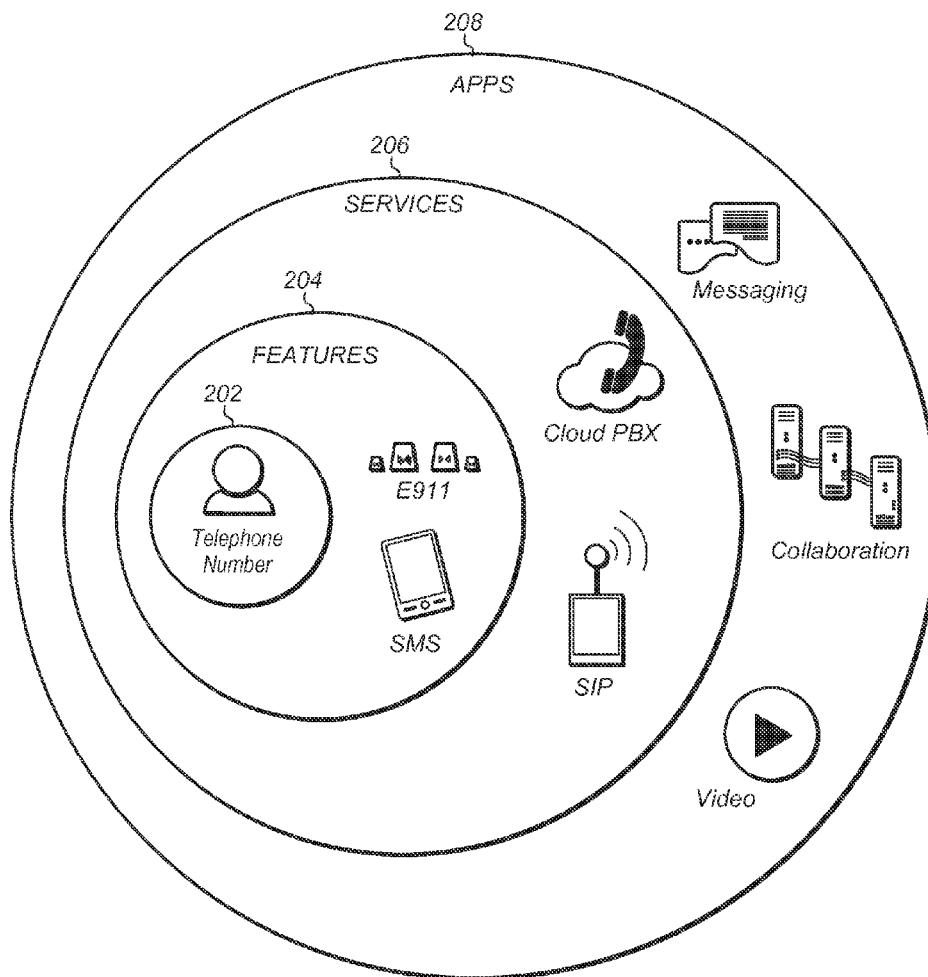 208
APPS
206
SERVICES
204
FEATURES
202
Telephone
Number
E911
SMS
Cloud PBX
SIP
Messaging
Collaboration
Video